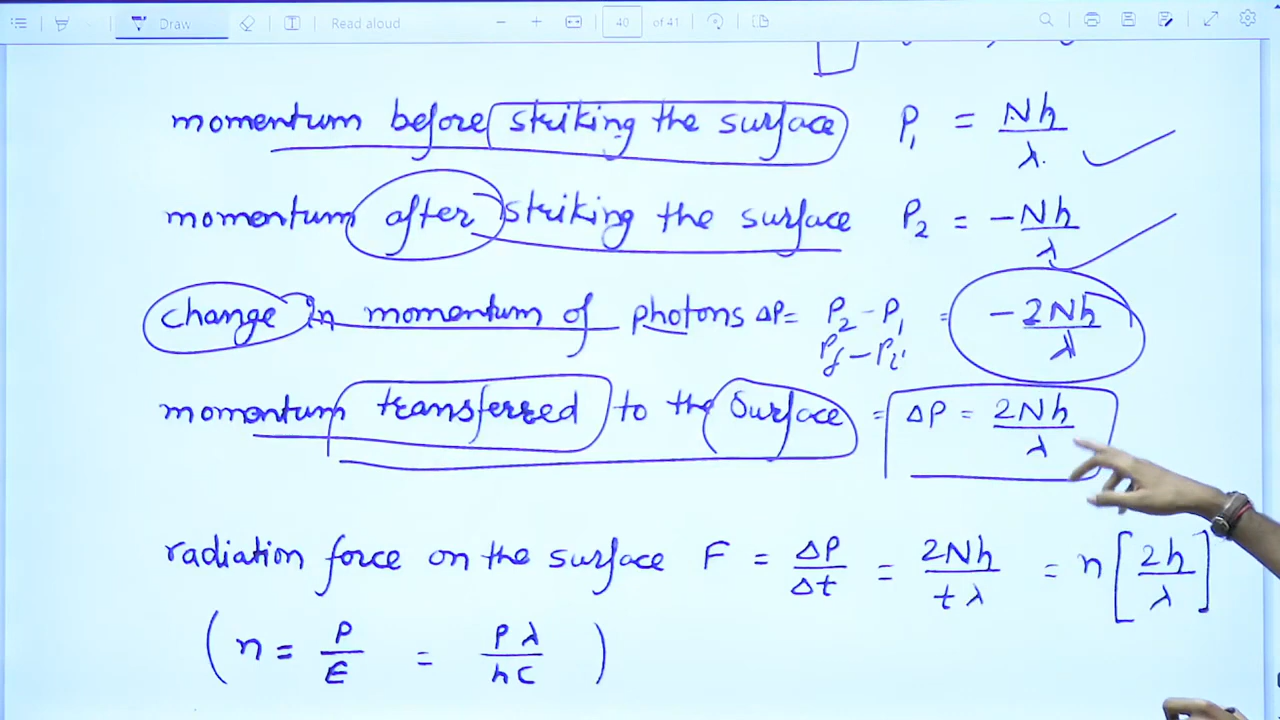 Draw
Read aloud
40 of 41
momentum before striking the surface P₁ = Nh/λ
momentum after striking the surface P₂ = -Nh/λ
change in momentum of photons ΔP = P₂ - P₁ = -2Nh/λ
Pf - Pi
momentum transferred to the surface = ΔP = 2Nh/λ
radiation force on the surface F = ΔP/Δt = 2Nh/tλ = n[2h/λ]
(n = P/E = Pλ/hC)